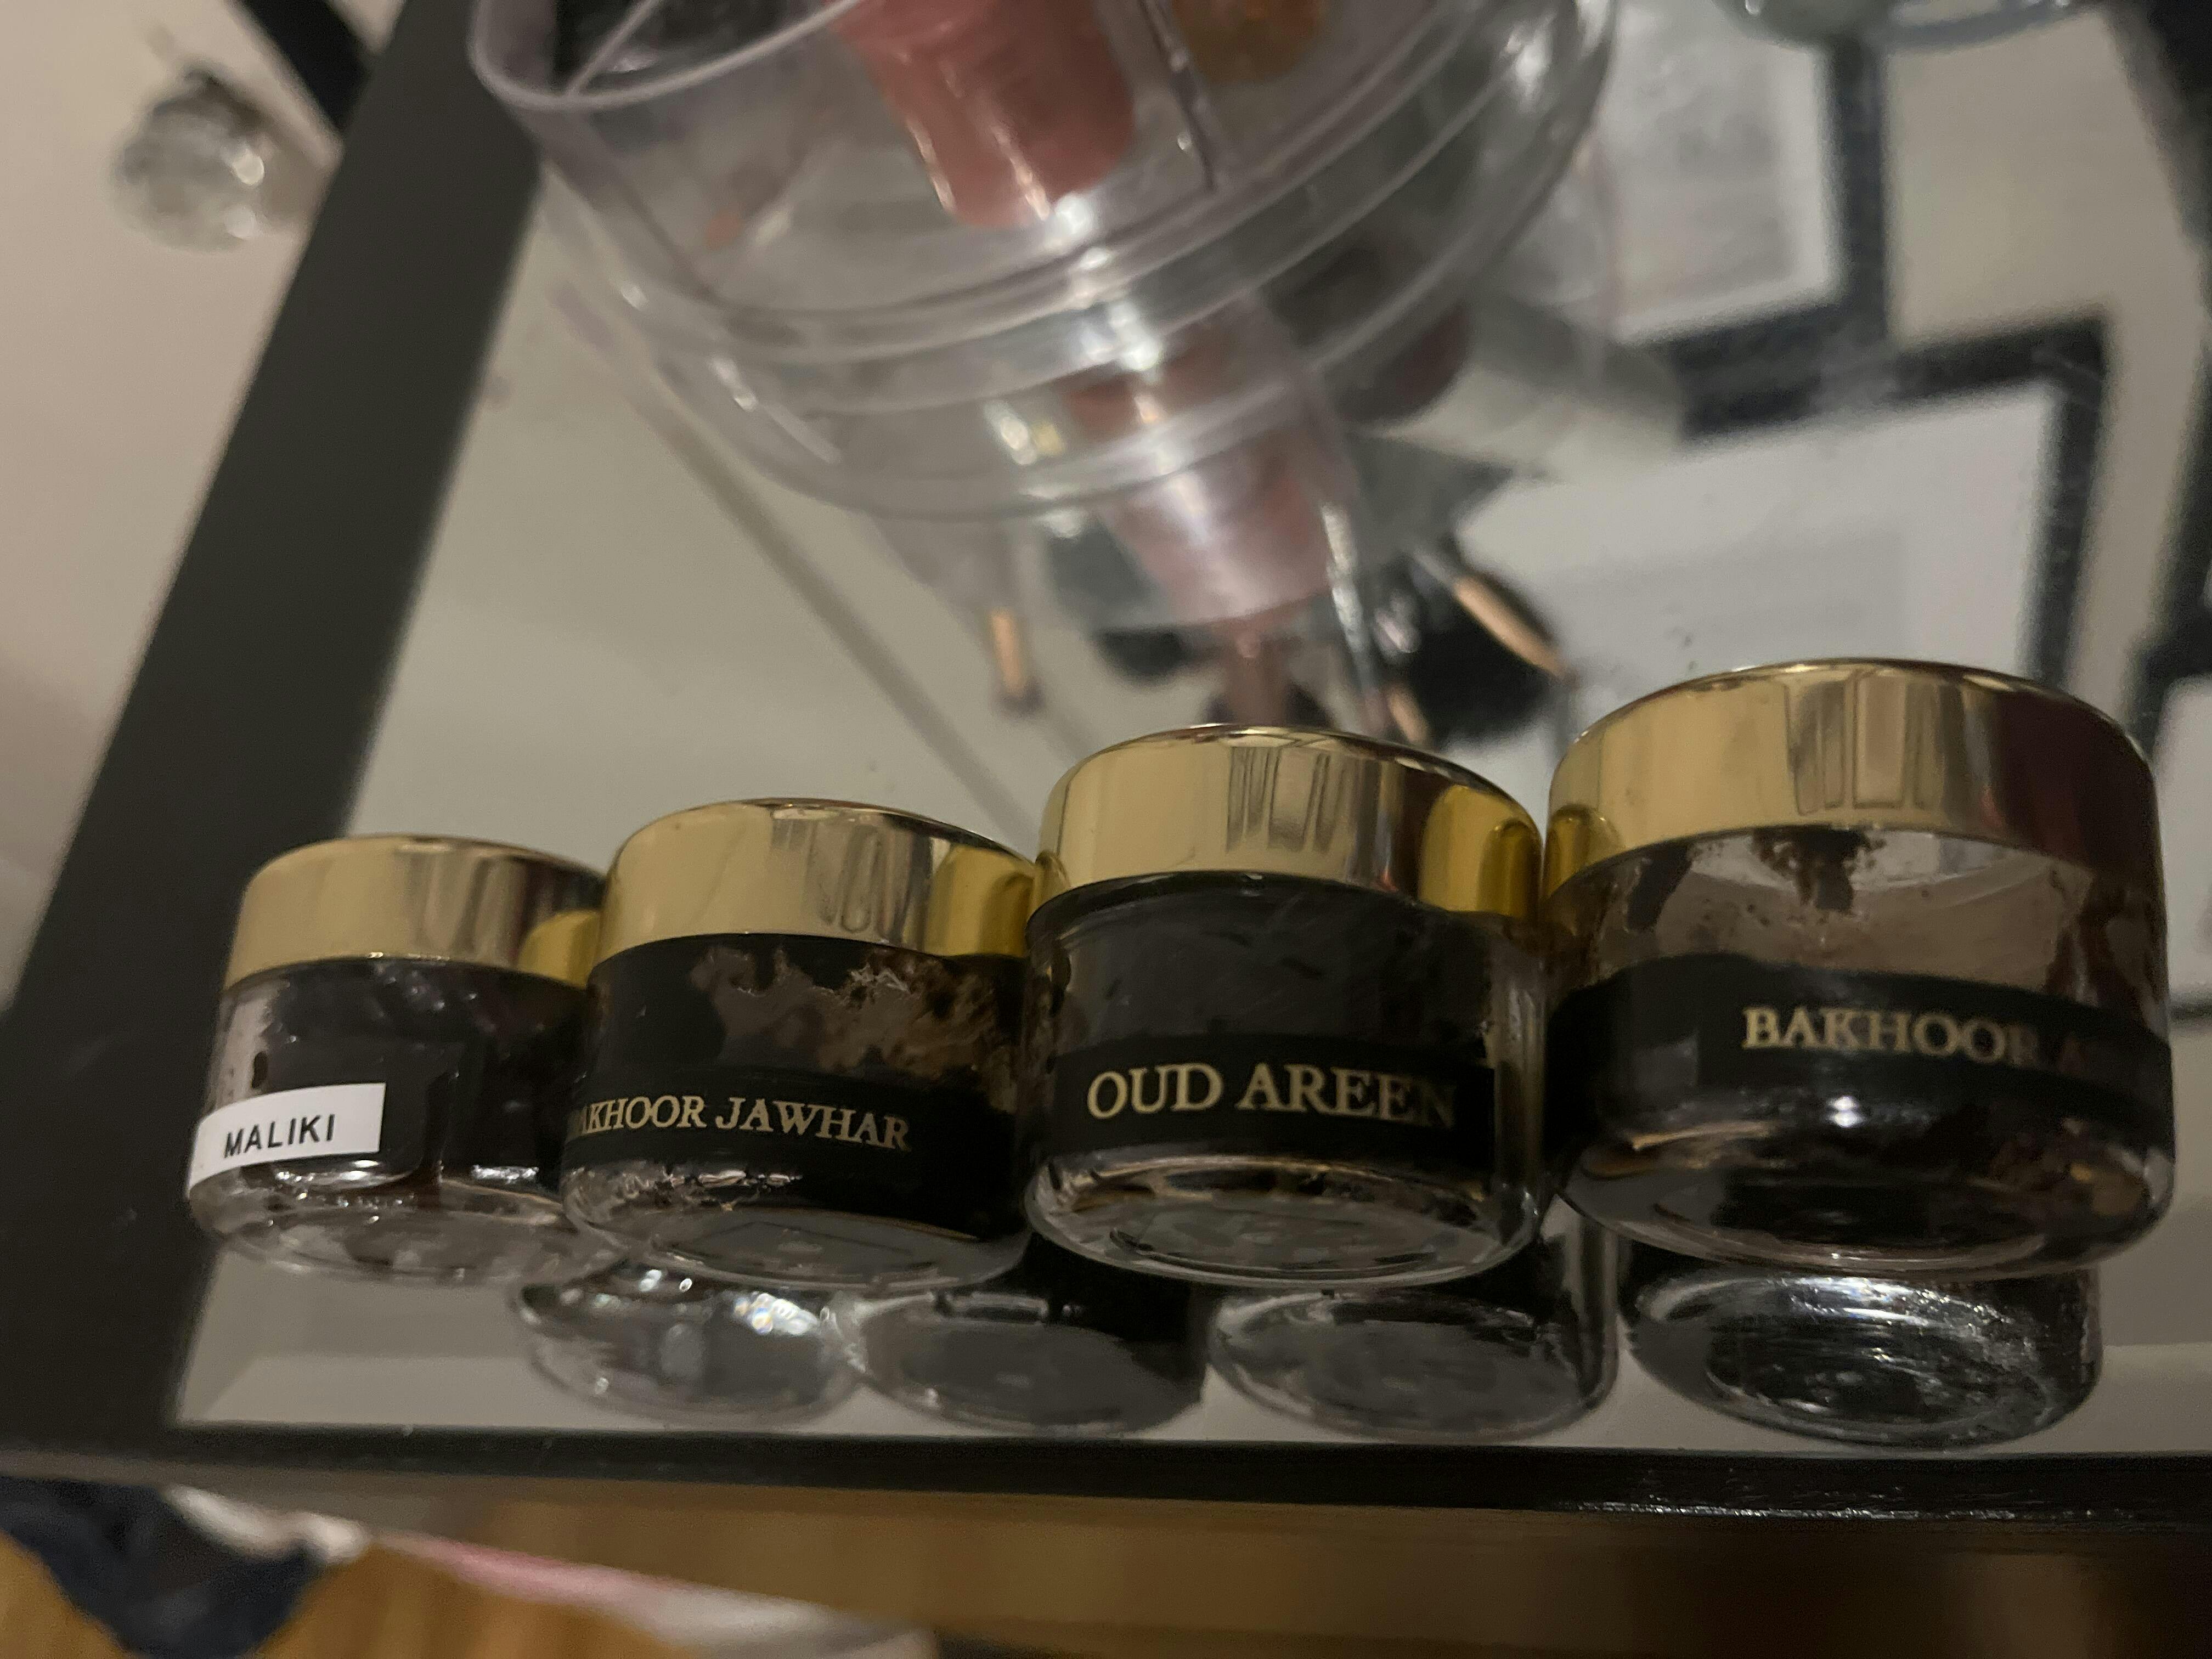 MALIKI
AKHOOR JAWHAR
OUD AREEN
BAKHOOR A